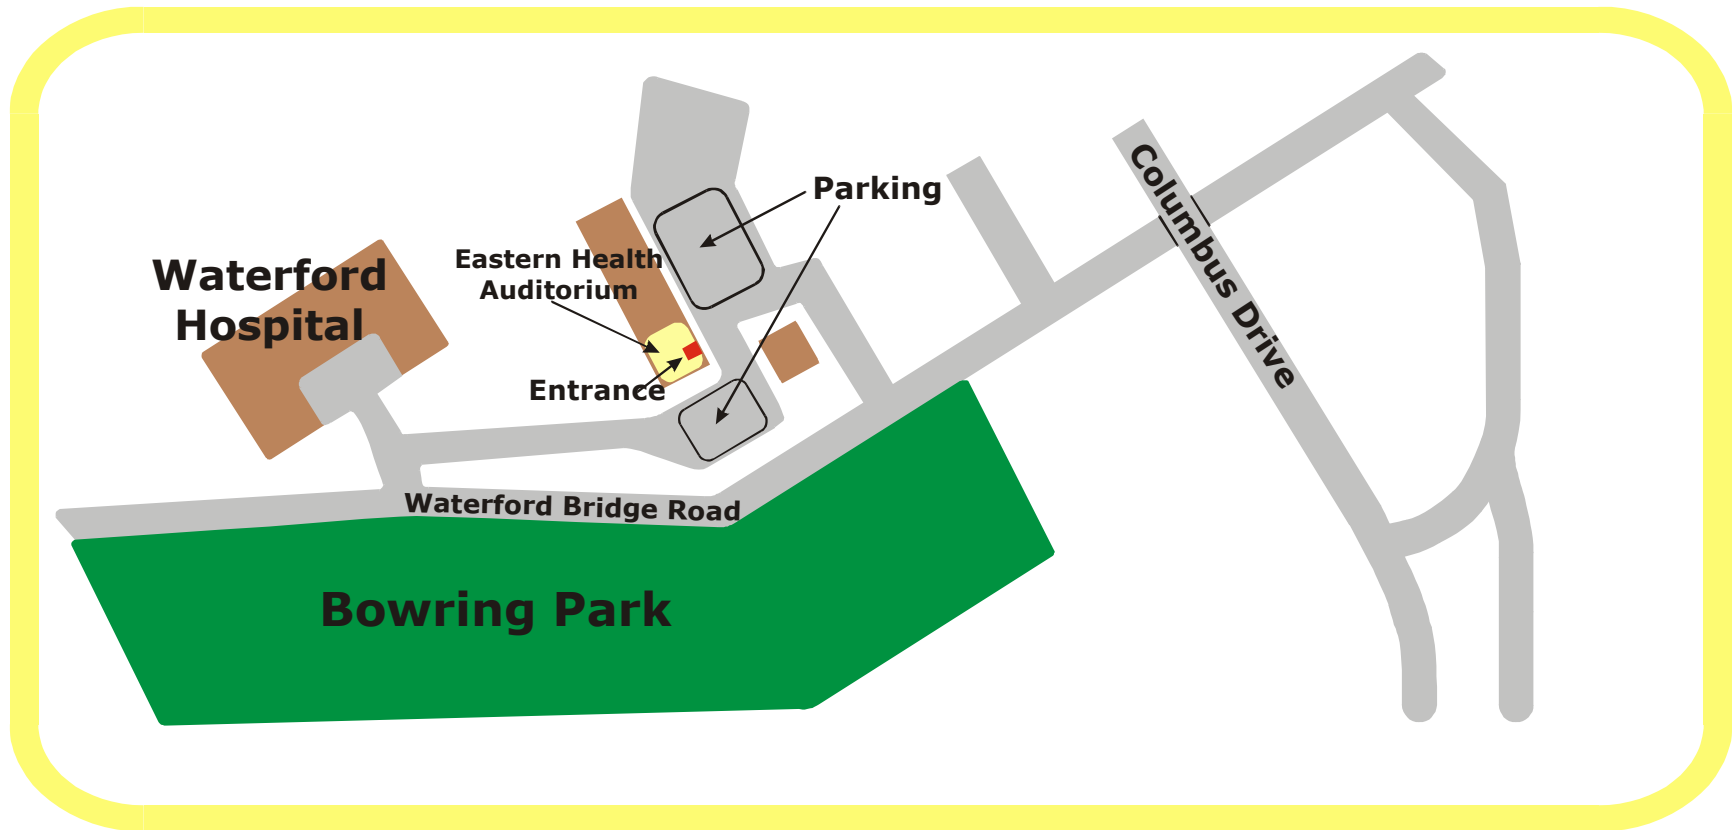 Parking
Columbus Drive
Eastern Health
Auditorium
Waterford
Hospital
Entrance
Waterford Bridge Road
Bowring Park